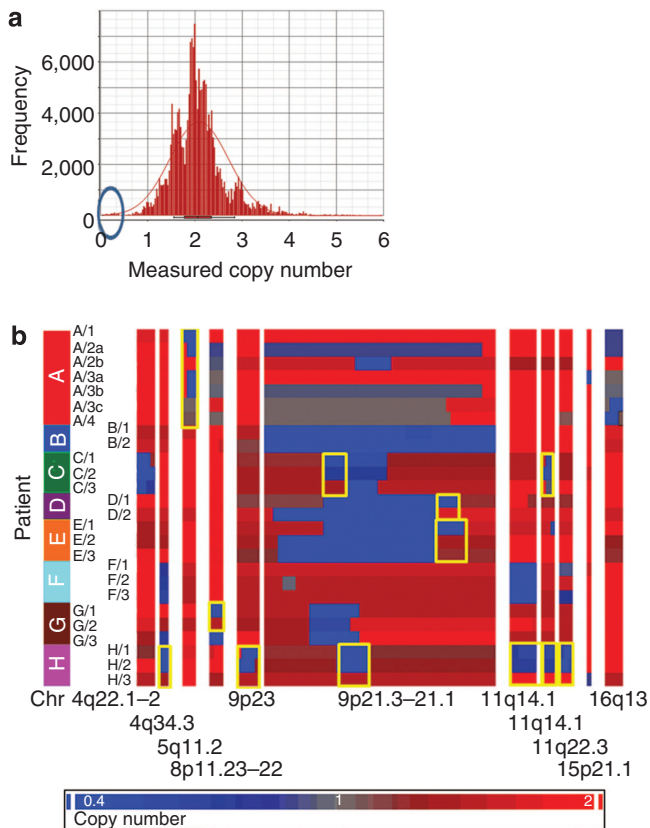 a
6,000
4,000
2,000
0
Frequency
0 1 2 3 4 5 6
Measured copy number
b
Patient
A
B
C
D
E
F
G
H
A/1
A/2a
A/2b
A/3a
A/3b
A/3c
A/4
B/1
B/2
C/1
C/2
C/3
D/1
D/2
E/1
E/2
E/3
F/1
F/2
F/3
G/1
G/2
G/3
H/1
H/2
H/3
Chr 4q22.1–2 9p23 9p21.3–21.1 11q14.1 16q13
4q34.3 11q14.1
5q11.2 11q22.3
8p11.23–22 15p21.1
0.4 1 2
Copy number